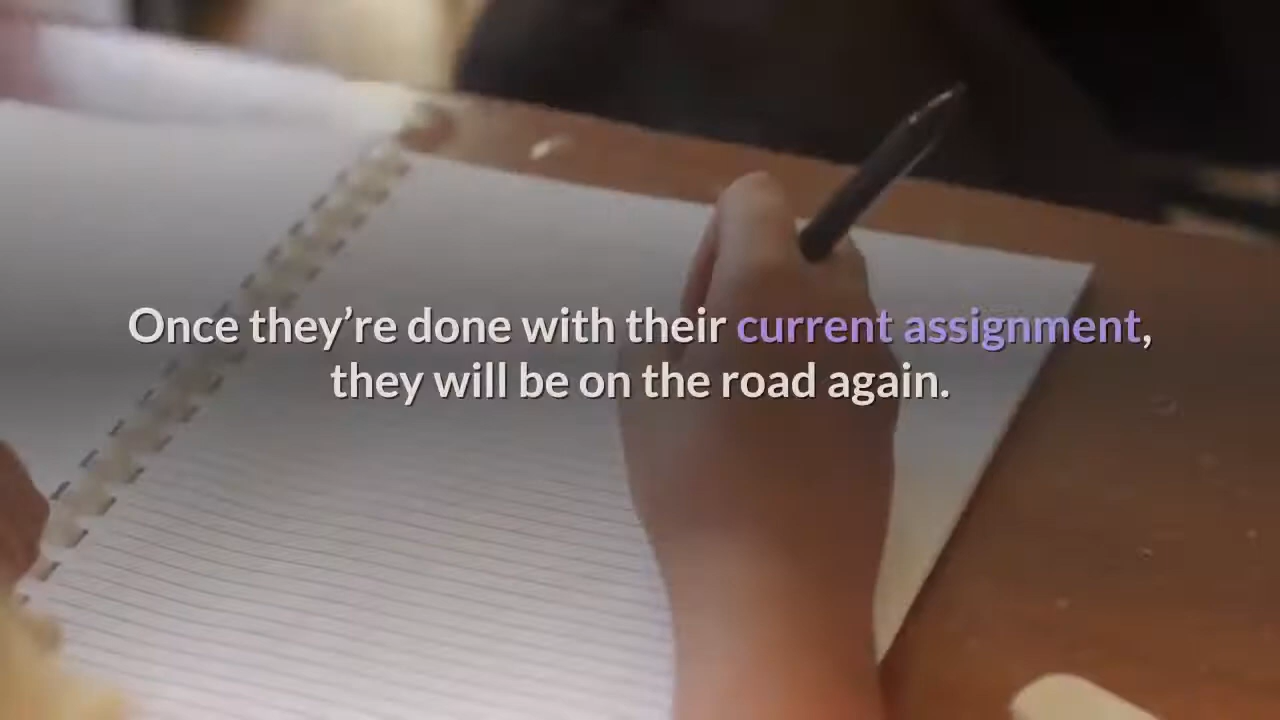 Once they’re done with their current assignment,
they will be on the road again.